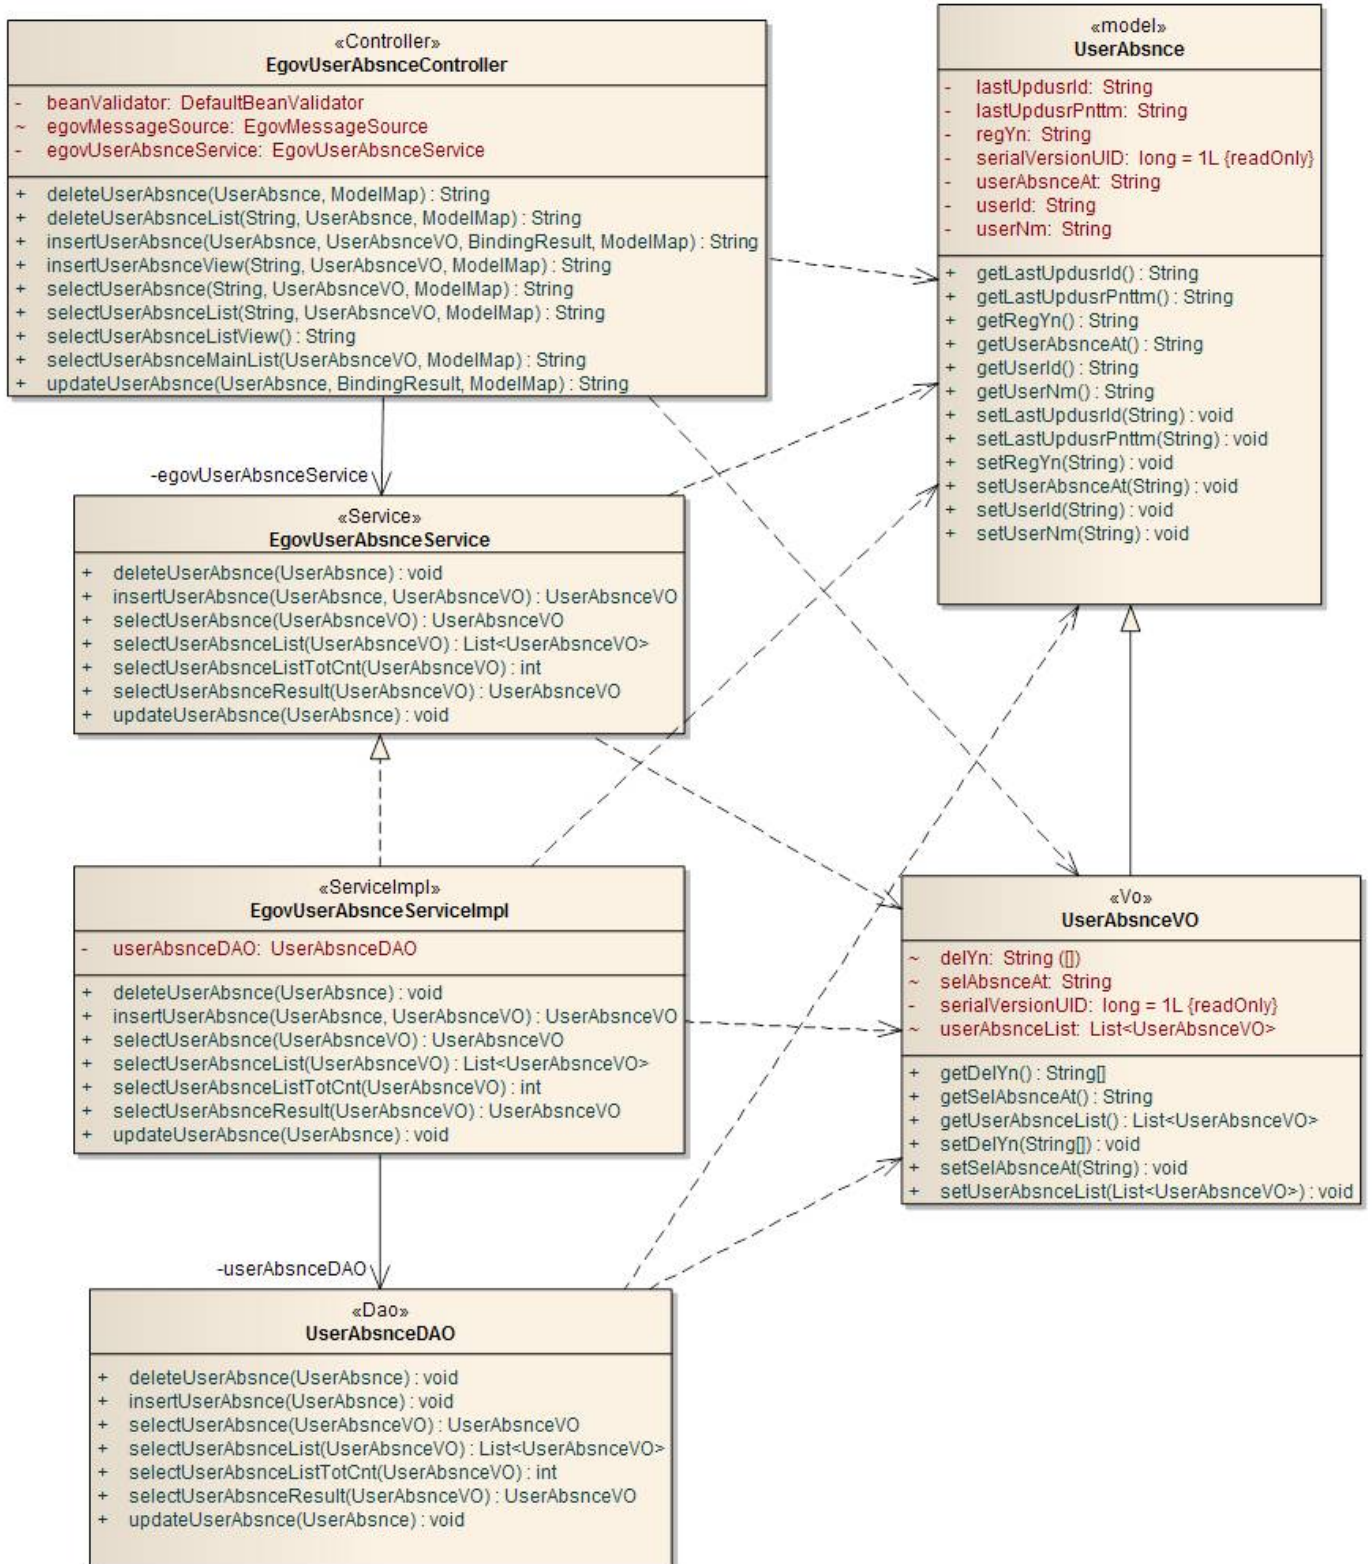 «Controller»
EgovUserAbsnceController
- beanValidator: DefaultBeanValidator
~ egovMessageSource: EgovMessageSource
- egovUserAbsnceService: EgovUserAbsnceService
+ deleteUserAbsnce(UserAbsnce, ModelMap) : String
+ deleteUserAbsnceList(String, UserAbsnce, ModelMap) : String
+ insertUserAbsnce(UserAbsnce, UserAbsnceVO, BindingResult, ModelMap) : String
+ insertUserAbsnceView(String, UserAbsnceVO, ModelMap) : String
+ selectUserAbsnce(String, UserAbsnceVO, ModelMap) : String
+ selectUserAbsnceList(String, UserAbsnceVO, ModelMap) : String
+ selectUserAbsnceListView() : String
+ selectUserAbsnceMainList(UserAbsnceVO, ModelMap) : String
+ updateUserAbsnce(UserAbsnce, BindingResult, ModelMap) : String
«model»
UserAbsnce
- lastUpdusrId: String
- lastUpdusrPnttm: String
- regYn: String
- serialVersionUID: long = 1L {readOnly}
- userAbsnceAt: String
- userId: String
- userNm: String
+ getLastUpdusrId() : String
+ getLastUpdusrPnttm() : String
+ getRegYn() : String
+ getUserAbsnceAt() : String
+ getUserId() : String
+ getUserNm() : String
+ setLastUpdusrId(String) : void
+ setLastUpdusrPnttm(String) : void
+ setRegYn(String) : void
+ setUserAbsnceAt(String) : void
+ setUserId(String) : void
+ setUserNm(String) : void
-egovUserAbsnceService
«Service»
EgovUserAbsnceService
+ deleteUserAbsnce(UserAbsnce) : void
+ insertUserAbsnce(UserAbsnce, UserAbsnceVO) : UserAbsnceVO
+ selectUserAbsnce(UserAbsnceVO) : UserAbsnceVO
+ selectUserAbsnceList(UserAbsnceVO) : List<UserAbsnceVO>
+ selectUserAbsnceListTotCnt(UserAbsnceVO) : int
+ selectUserAbsnceResult(UserAbsnceVO) : UserAbsnceVO
+ updateUserAbsnce(UserAbsnce) : void
«ServiceImpl»
EgovUserAbsnceServiceImpl
- userAbsnceDAO: UserAbsnceDAO
+ deleteUserAbsnce(UserAbsnce) : void
+ insertUserAbsnce(UserAbsnce, UserAbsnceVO) : UserAbsnceVO
+ selectUserAbsnce(UserAbsnceVO) : UserAbsnceVO
+ selectUserAbsnceList(UserAbsnceVO) : List<UserAbsnceVO>
+ selectUserAbsnceListTotCnt(UserAbsnceVO) : int
+ selectUserAbsnceResult(UserAbsnceVO) : UserAbsnceVO
+ updateUserAbsnce(UserAbsnce) : void
«Vo»
UserAbsnceVO
~ delYn: String ([])
~ selAbsnceAt: String
- serialVersionUID: long = 1L {readOnly}
~ userAbsnceList: List<UserAbsnceVO>
+ getDelYn() : String[]
+ getSelAbsnceAt() : String
+ getUserAbsnceList() : List<UserAbsnceVO>
+ setDelYn(String[]) : void
+ setSelAbsnceAt(String) : void
+ setUserAbsnceList(List<UserAbsnceVO>) : void
-userAbsnceDAO
«Dao»
UserAbsnceDAO
+ deleteUserAbsnce(UserAbsnce) : void
+ insertUserAbsnce(UserAbsnce) : void
+ selectUserAbsnce(UserAbsnceVO) : UserAbsnceVO
+ selectUserAbsnceList(UserAbsnceVO) : List<UserAbsnceVO>
+ selectUserAbsnceListTotCnt(UserAbsnceVO) : int
+ selectUserAbsnceResult(UserAbsnceVO) : UserAbsnceVO
+ updateUserAbsnce(UserAbsnce) : void